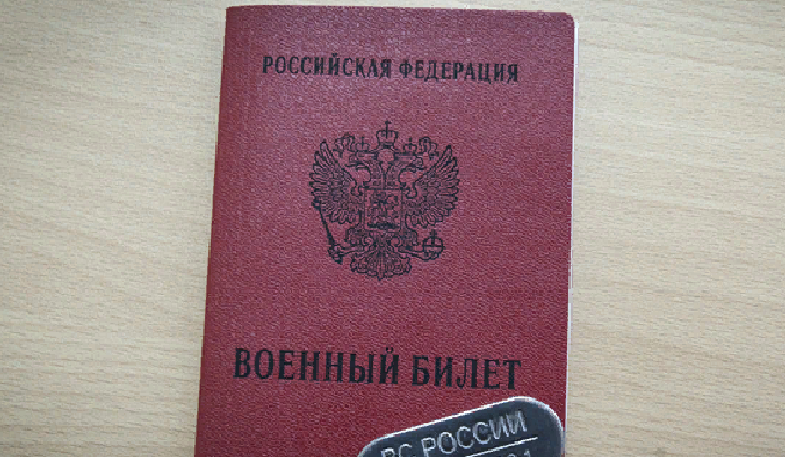 РОССИЙСКАЯ ФЕДЕРАЦИЯ
ВОЕННЫЙ БИЛЕТ
ВС РОССИИ